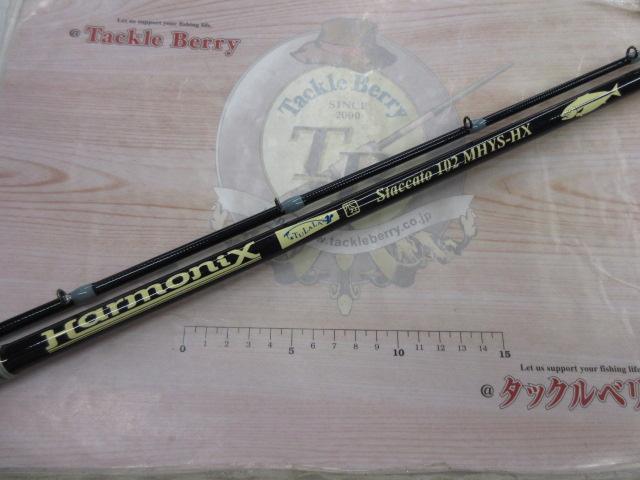 Let us support your fishing life.
@ Tackle Berry
Tackle Berry
SINCE
2000
Staccato 102 MHYS-HX
TULALA
www.tackleberry.co.jp
Harmonix
0 1 2 3 4 5 6 7 8 9 10 11 12 13 14 15
Let us support your fishing life
@ タックルベリ